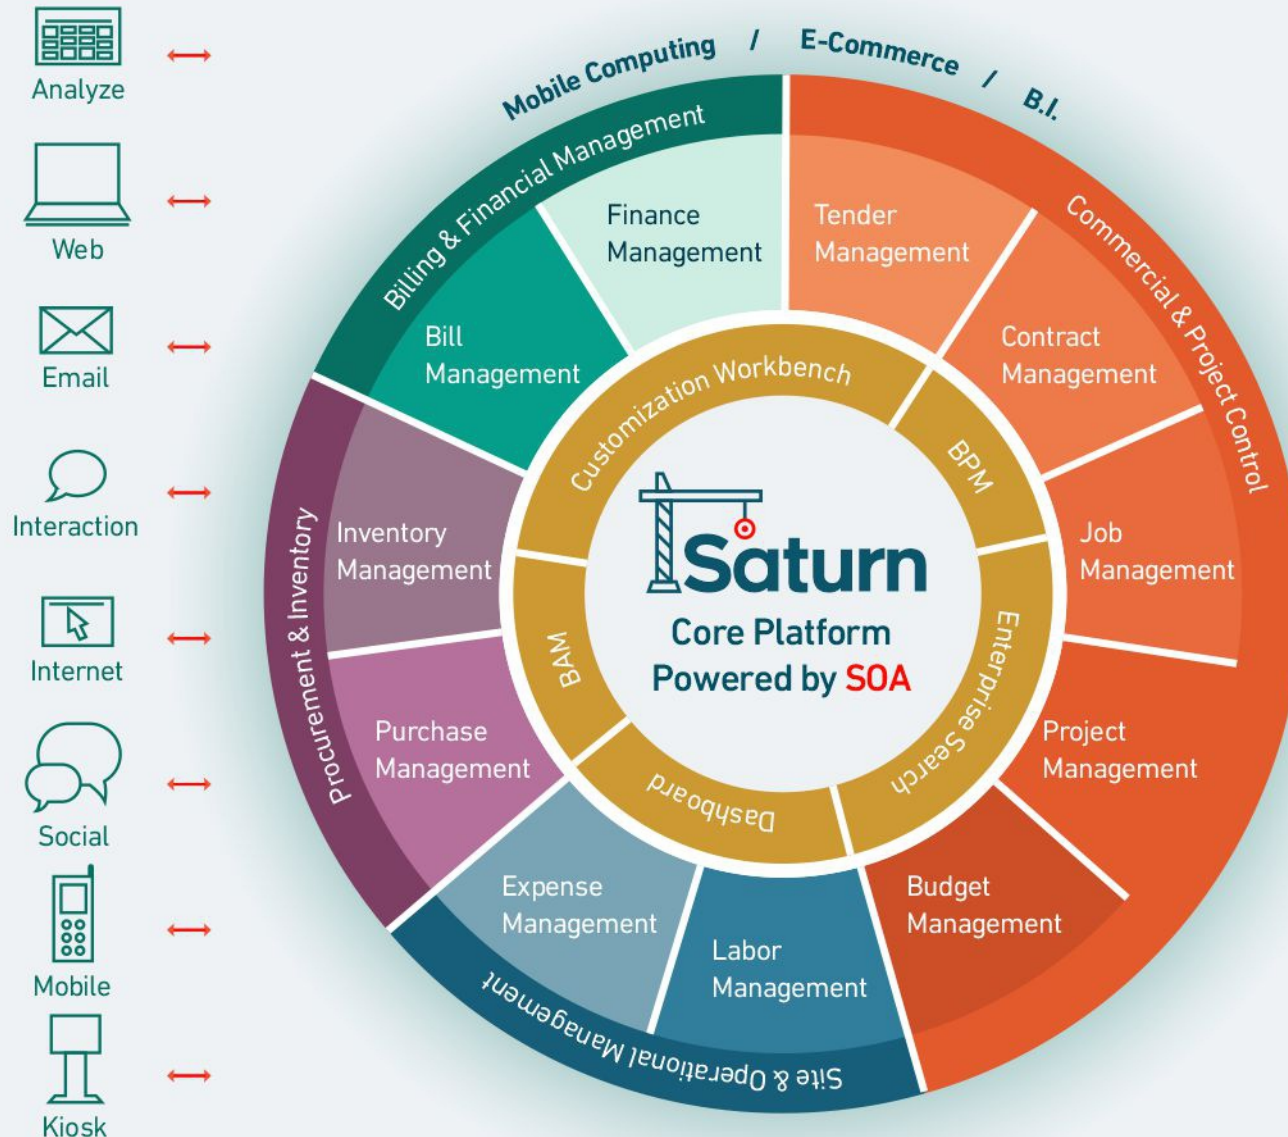 Analyze
Web
Email
Interaction
Internet
Social
Mobile
Kiosk
Mobile Computing / E-Commerce / B.I.
Billing & Financial Management
Finance
Management
Bill
Management
Commercial & Project Control
Tender
Management
Contract
Management
Job
Management
Project
Management
Budget
Management
Site & Operational Management
Labor
Management
Expense
Management
Procurement & Inventory
Purchase
Management
Inventory
Management
Customization Workbench
BPM
Enterprise Search
Dashboard
BAM
Saturn
Core Platform
Powered by SOA